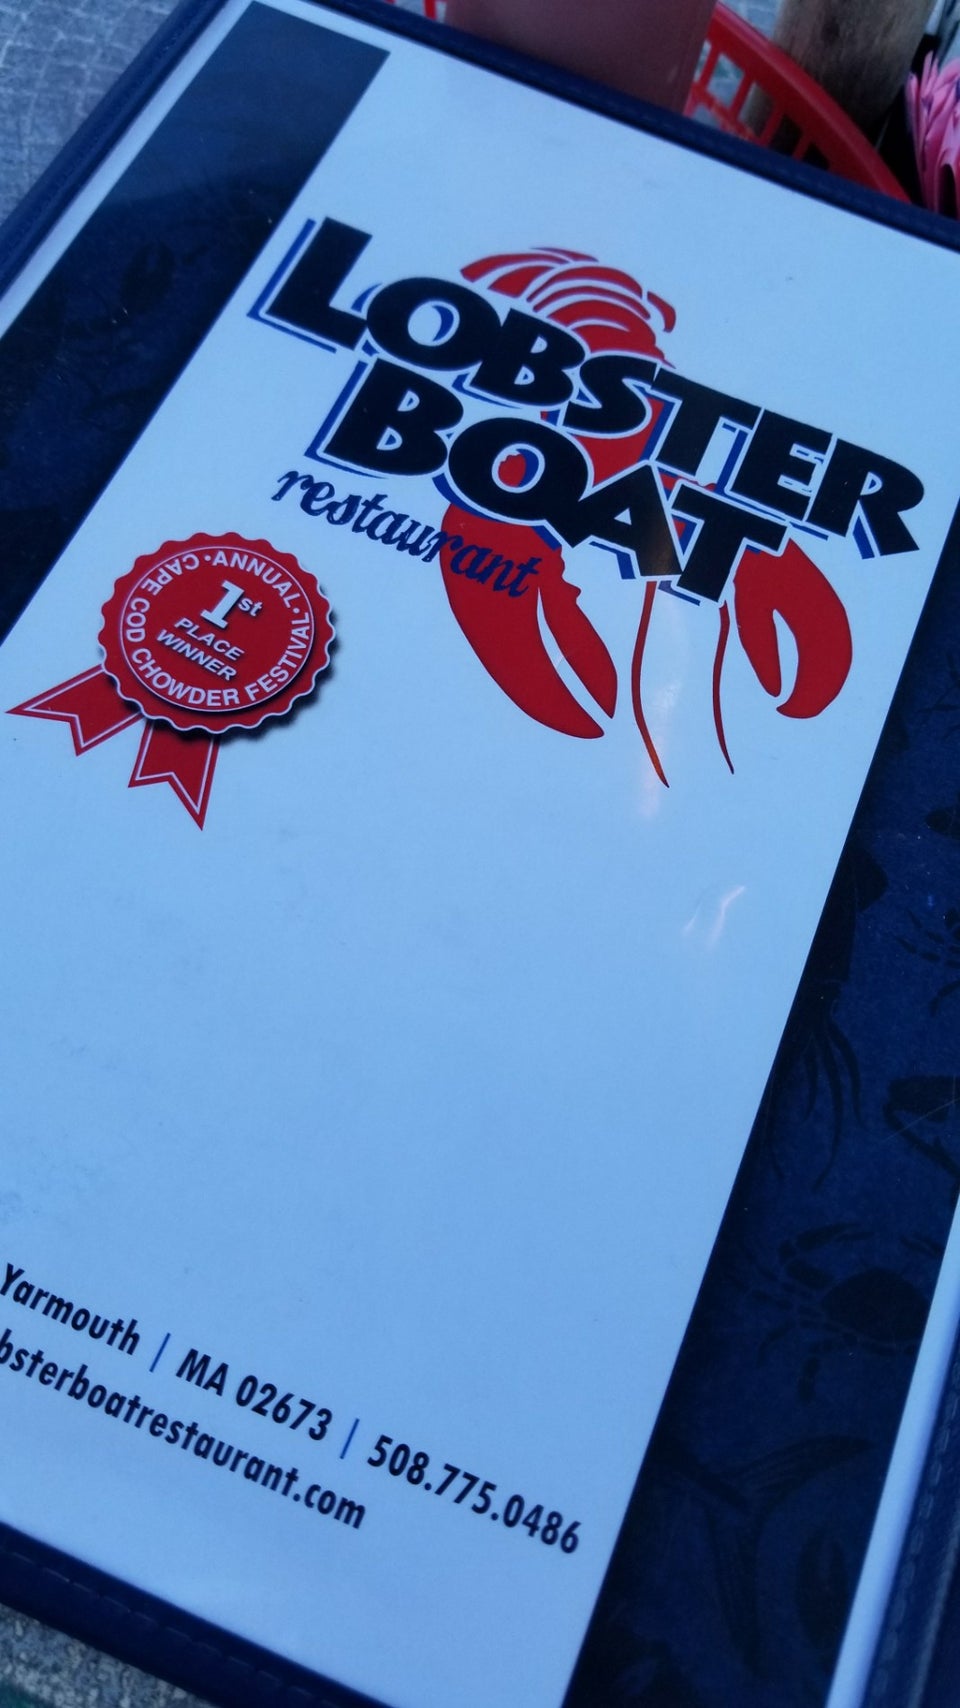 LOBSTER
BOAT
restaurant
ANNUAL · CAPE COD CHOWDER FESTIVAL ·
1st
PLACE
WINNER
Yarmouth | MA 02673 | 508.775.0486
bsterboatrestaurant.com